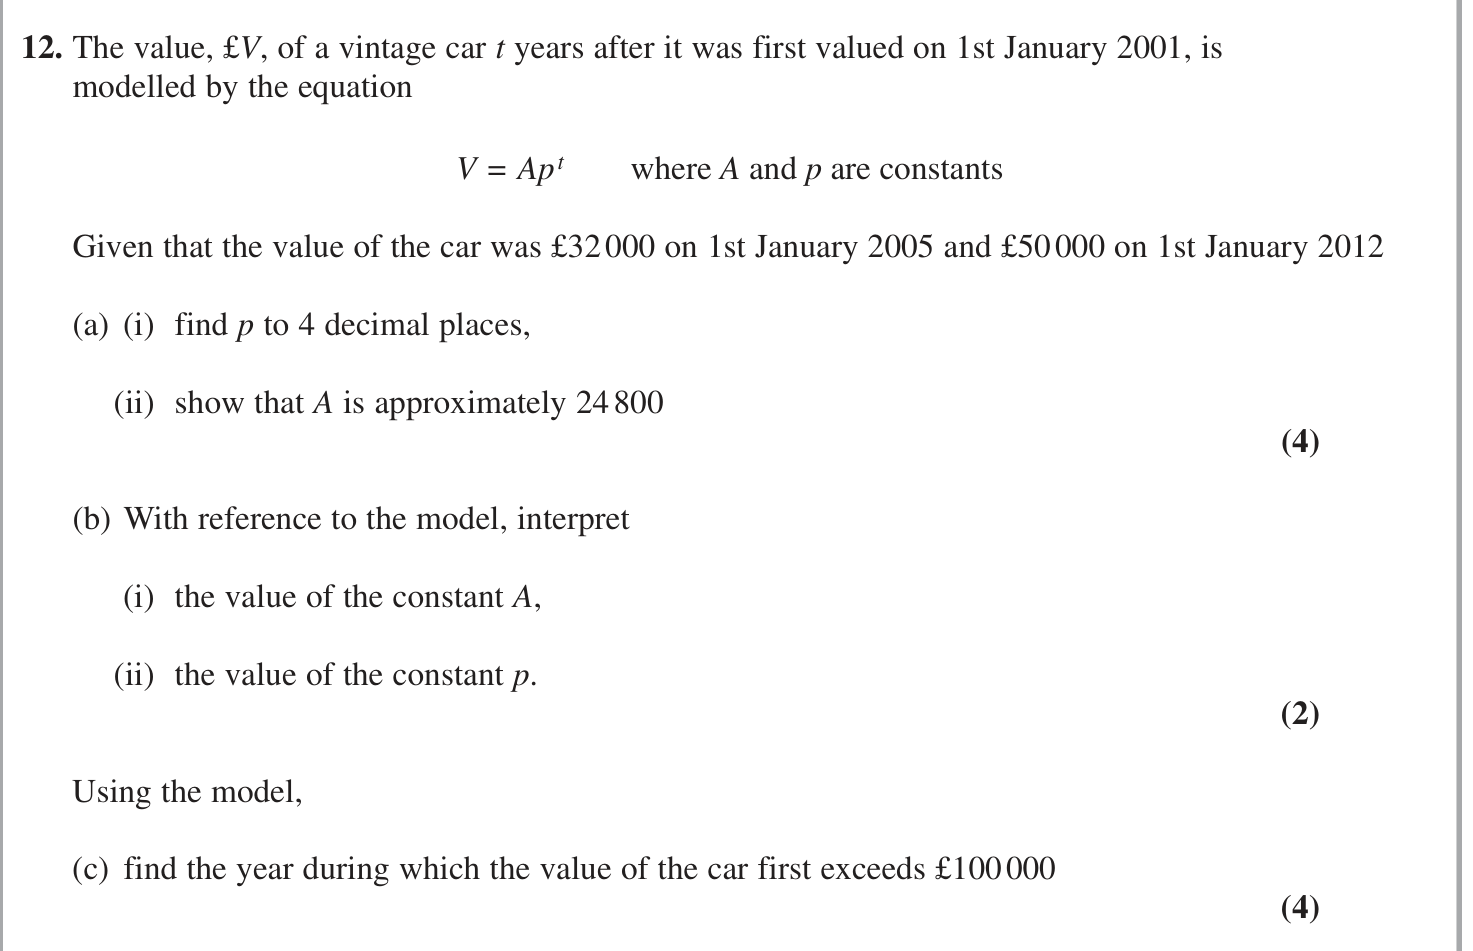 12. The value, £V, of a vintage car t years after it was first valued on 1st January 2001, is
modelled by the equation
V = Apᵗ where A and p are constants
Given that the value of the car was £32 000 on 1st January 2005 and £50 000 on 1st January 2012
(a) (i) find p to 4 decimal places,
(ii) show that A is approximately 24 800
(4)
(b) With reference to the model, interpret
(i) the value of the constant A,
(ii) the value of the constant p.
(2)
Using the model,
(c) find the year during which the value of the car first exceeds £100 000
(4)